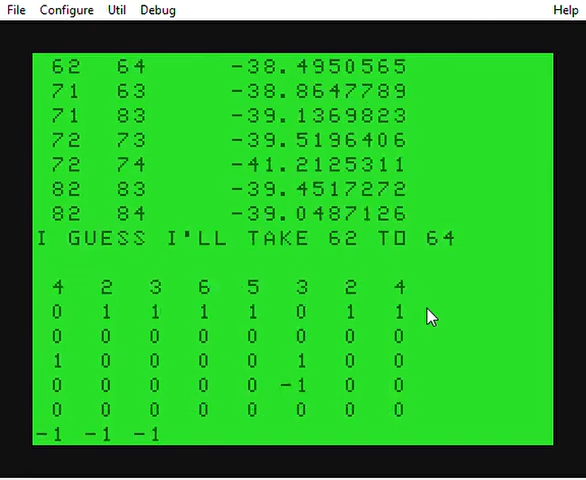 File Configure Util Debug Help
62 64 -38.4950565
71 63 -38.8647789
71 83 -39.1369823
72 73 -39.5196406
72 74 -41.2125311
82 83 -39.4517272
82 84 -39.0487126
I GUESS I'LL TAKE 62 TO 64
4 2 3 6 5 3 2 4
0 1 1 1 1 0 1 1
0 0 0 0 0 0 0 0
1 0 0 0 0 1 0 0
0 0 0 0 0 -1 0 0
0 0 0 0 0 0 0 0
-1 -1 -1